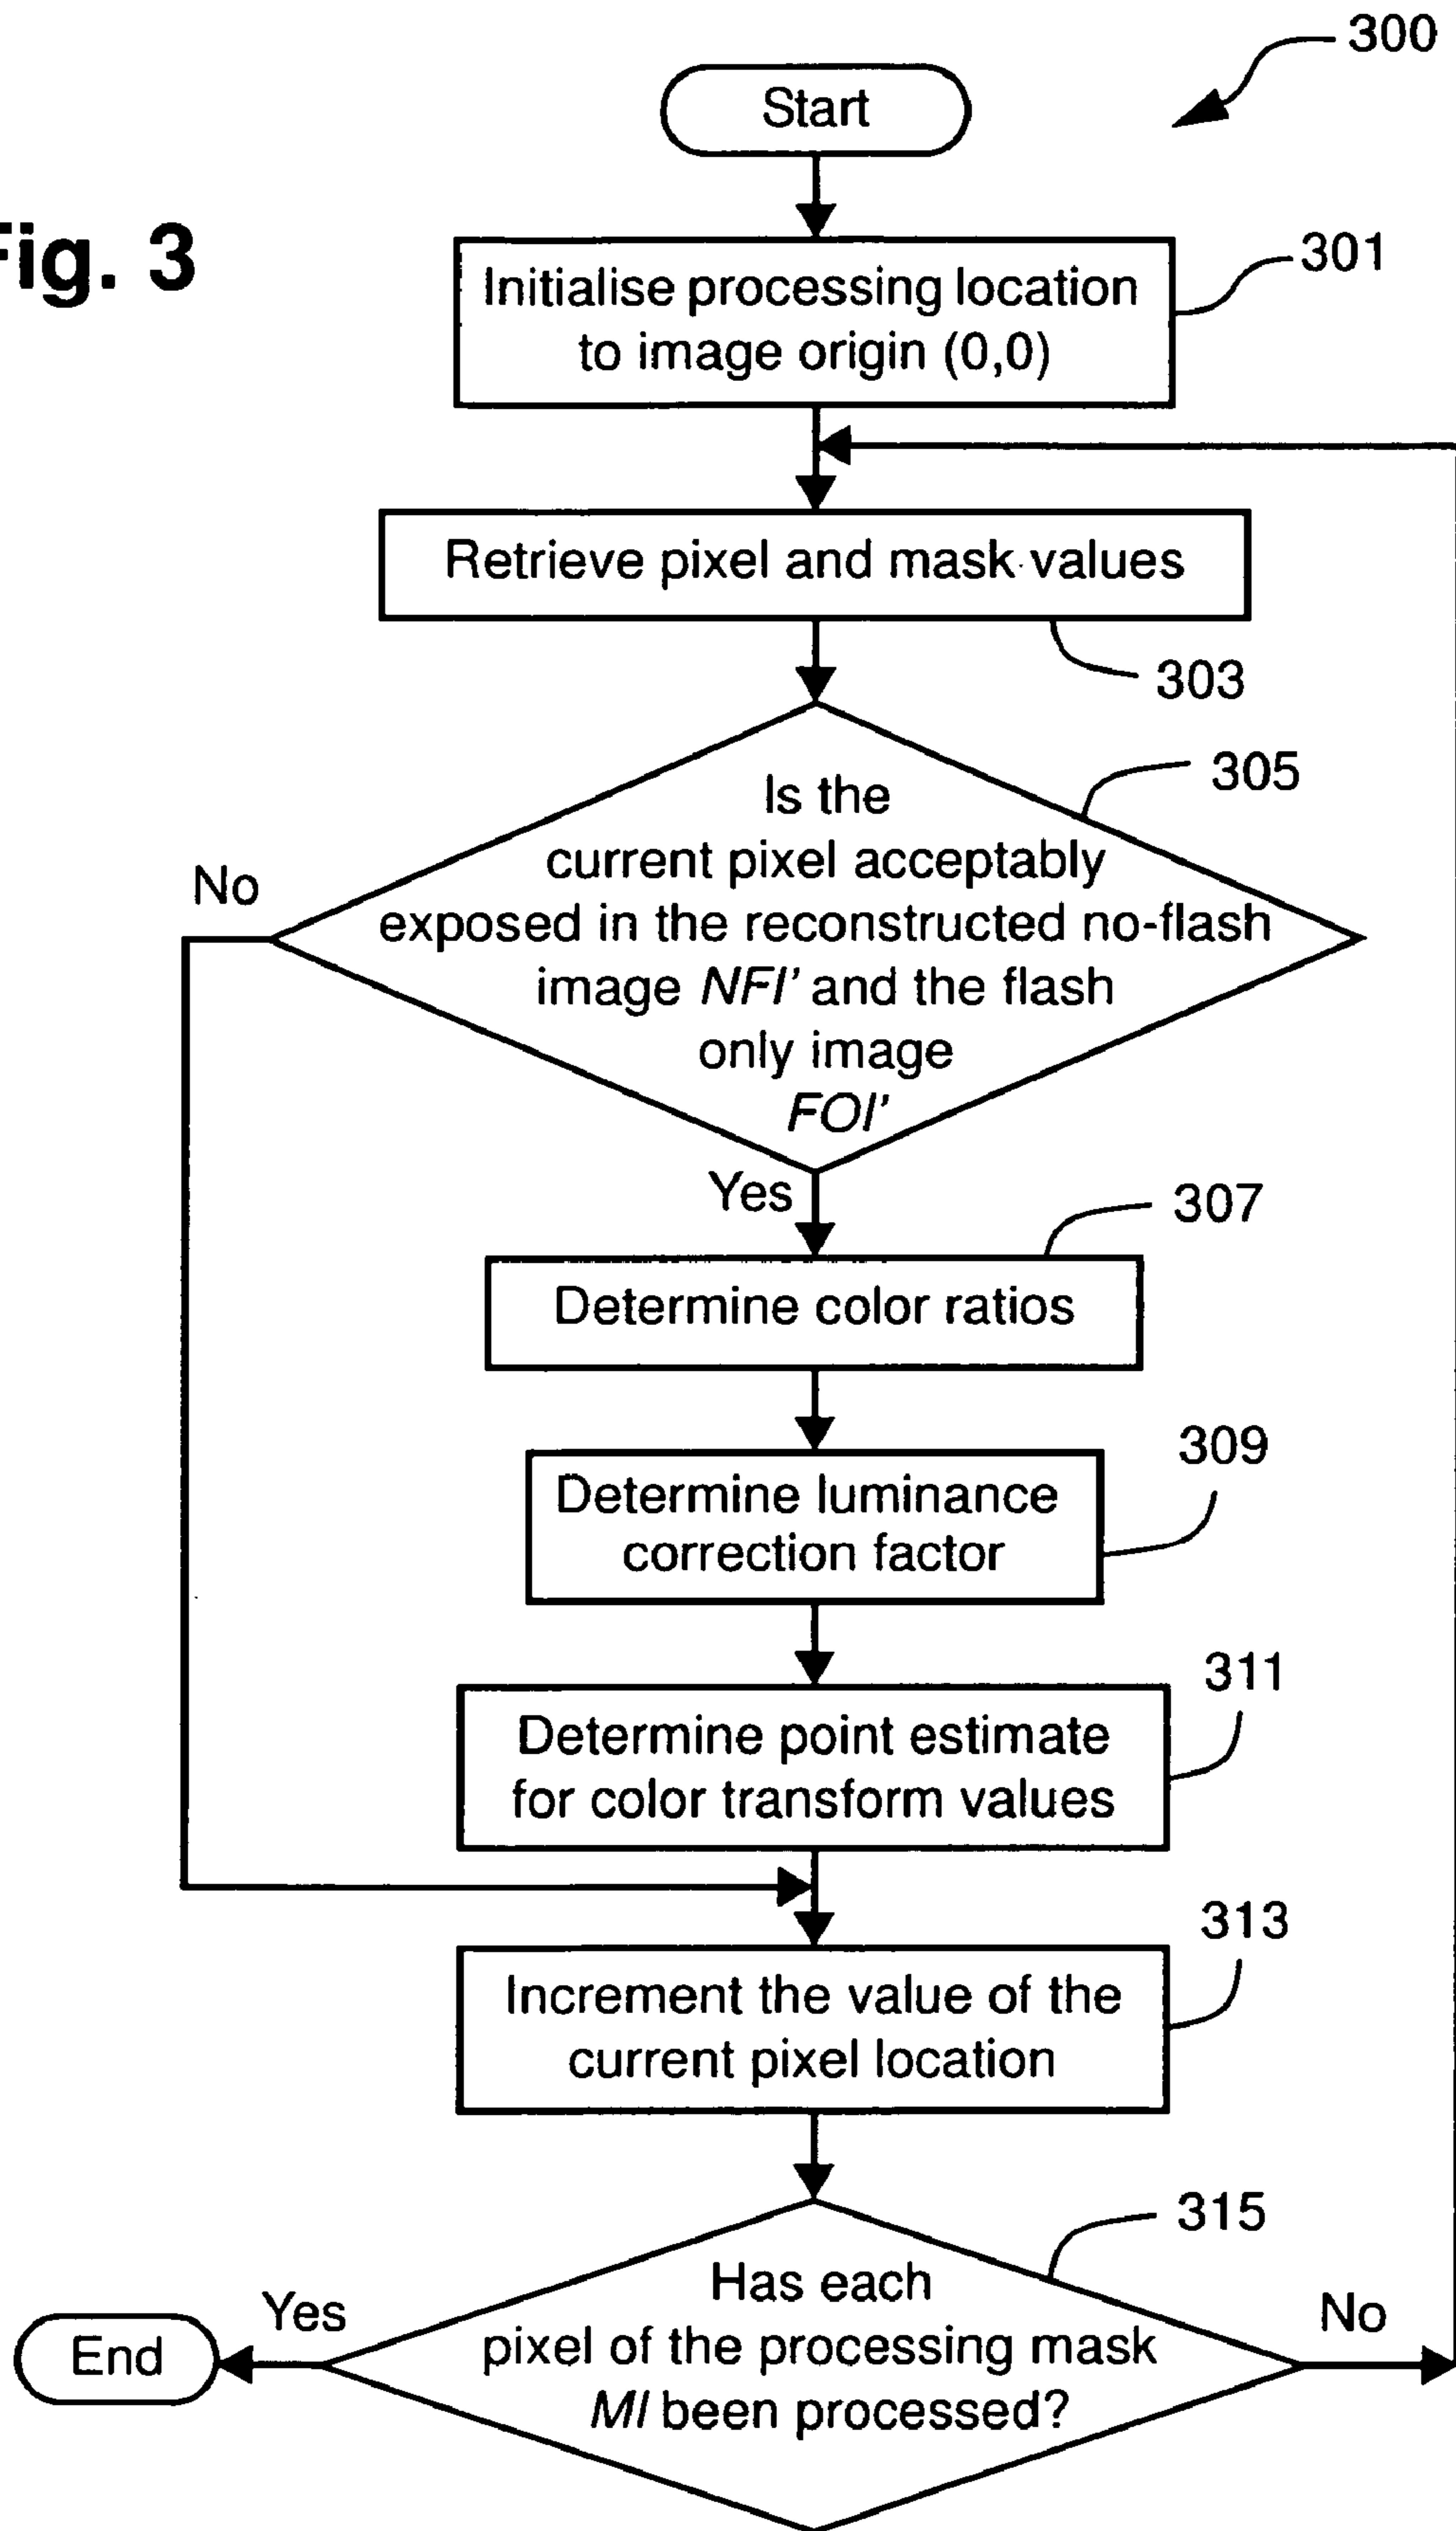 300
Start
Fig. 3
301
Initialise processing location
to image origin (0,0)
Retrieve pixel and mask values
303
305
Is the
current pixel acceptably
exposed in the reconstructed no-flash
image NFI' and the flash
only image
FOI'
No
Yes
307
Determine color ratios
309
Determine luminance
correction factor
311
Determine point estimate
for color transform values
313
Increment the value of the
current pixel location
315
Has each
pixel of the processing mask
MI been processed?
Yes
No
End